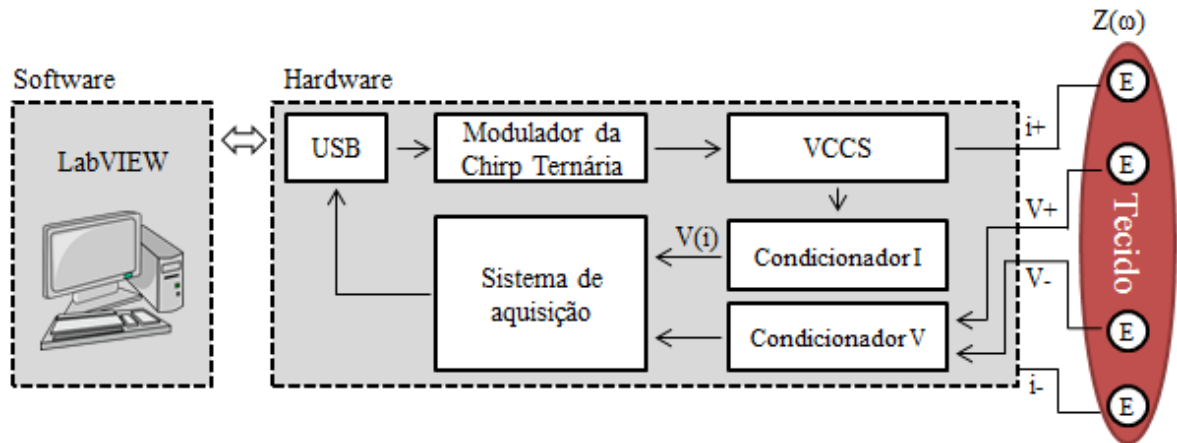 Z(ω)
Software
Hardware
LabVIEW
USB
Modulador da
Chirp Ternária
VCCS
i+
E
E
V+
V(i)
Condicionador I
Sistema de
aquisição
V-
Tecido
Condicionador V
E
i-
E